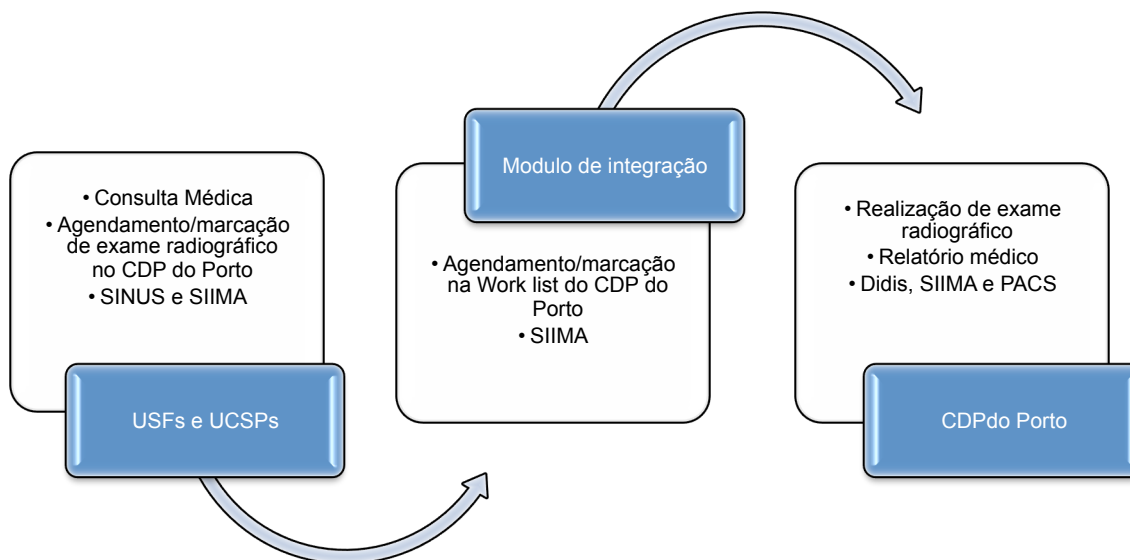 • Consulta Médica
• Agendamento/marcação
de exame radiográfico
no CDP do Porto
• SINUS e SIIMA
USFs e UCSPs
Modulo de integração
• Agendamento/marcação
na Work list do CDP do
Porto
• SIIMA
• Realização de exame
radiográfico
• Relatório médico
• Didis, SIIMA e PACS
CDPdo Porto